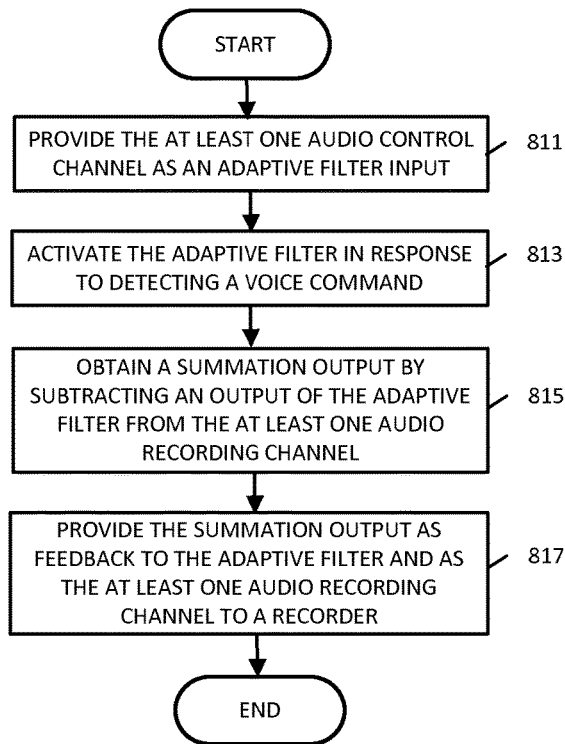 START
PROVIDE THE AT LEAST ONE AUDIO CONTROL
CHANNEL AS AN ADAPTIVE FILTER INPUT
811
ACTIVATE THE ADAPTIVE FILTER IN RESPONSE
TO DETECTING A VOICE COMMAND
813
OBTAIN A SUMMATION OUTPUT BY
SUBTRACTING AN OUTPUT OF THE ADAPTIVE
FILTER FROM THE AT LEAST ONE AUDIO
RECORDING CHANNEL
815
PROVIDE THE SUMMATION OUTPUT AS
FEEDBACK TO THE ADAPTIVE FILTER AND AS
THE AT LEAST ONE AUDIO RECORDING
CHANNEL TO A RECORDER
817
END